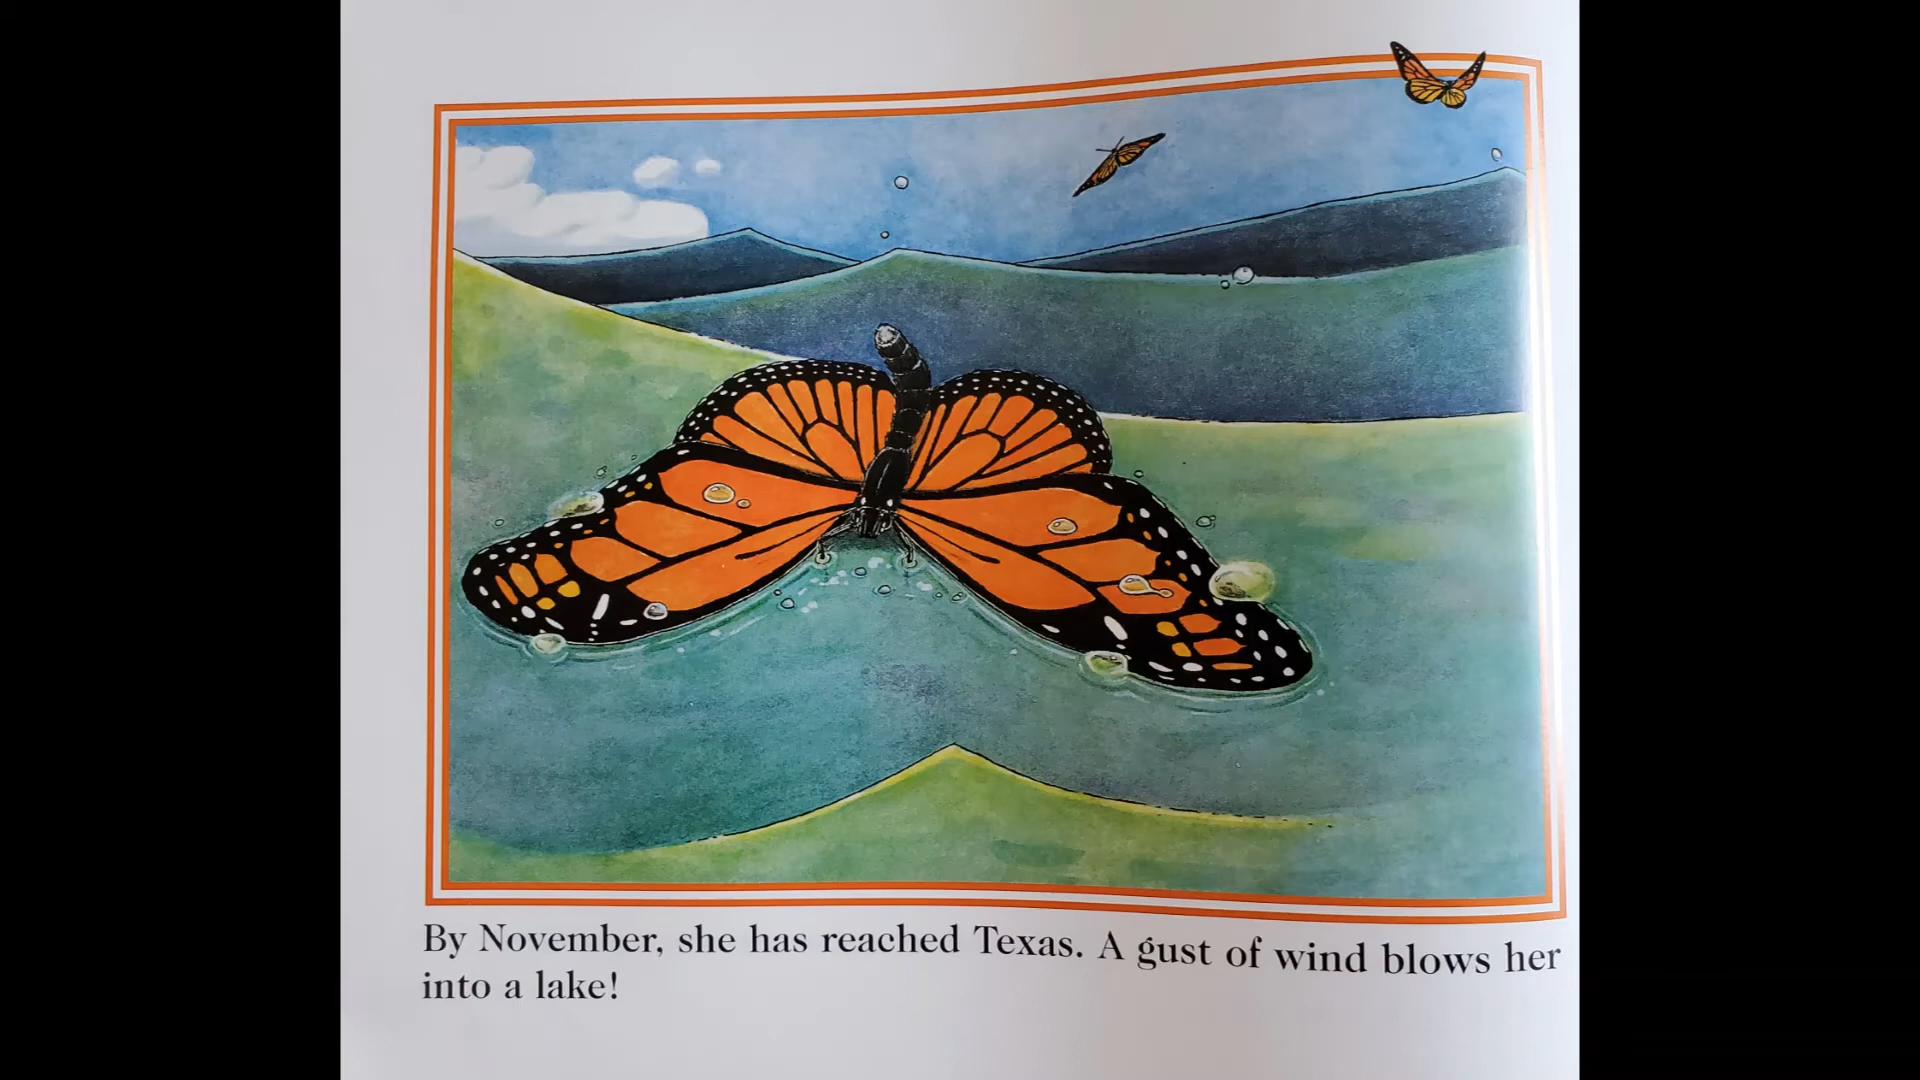 By November, she has reached Texas. A gust of wind blows her
into a lake!